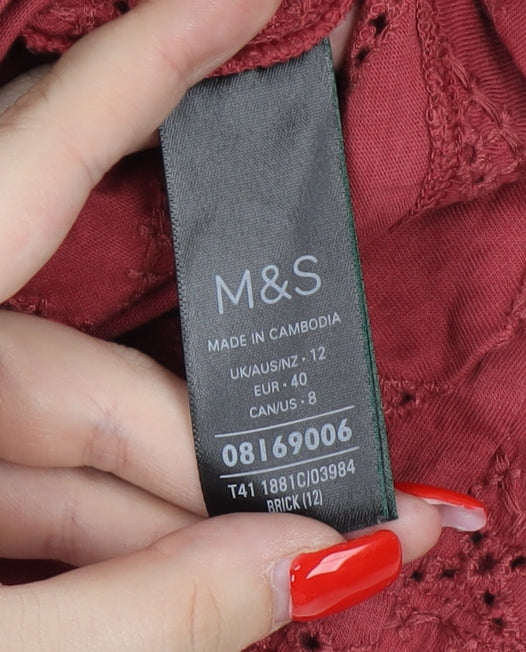 M&S
MADE IN CAMBODIA
UK/AUS/NZ • 12
EUR • 40
CAN/US • 8
08169006
T41 1881C/03984
BRICK (12)